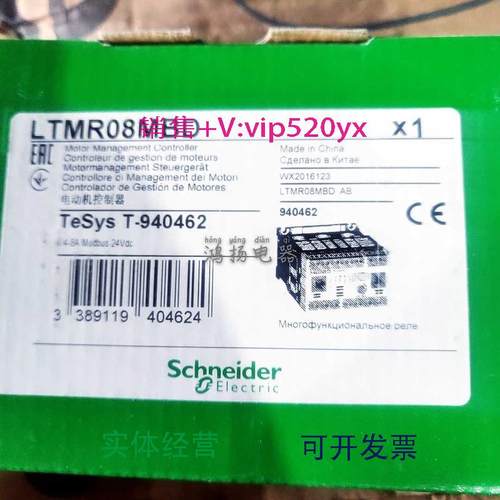 LTMR08MBD
销售+V:vip520yx
x1
EAC
Motor Management Controller
Controleur de gestion de moteurs
Motormanagement Steuergerät
Controllore di Management dei Motori
Controlador de Gestión de Motores
电动机控制器
Made in China
Сделано в Китае
WX2016123
LTMR08MBD AB
940462
CE
TeSys T-940462
0.4-8A Modbus 24Vdc
hóng yáng diàn
鸿扬电器
3 389119 404624
Многофункциональное реле
Schneider
Electric
实体经营
可开发票